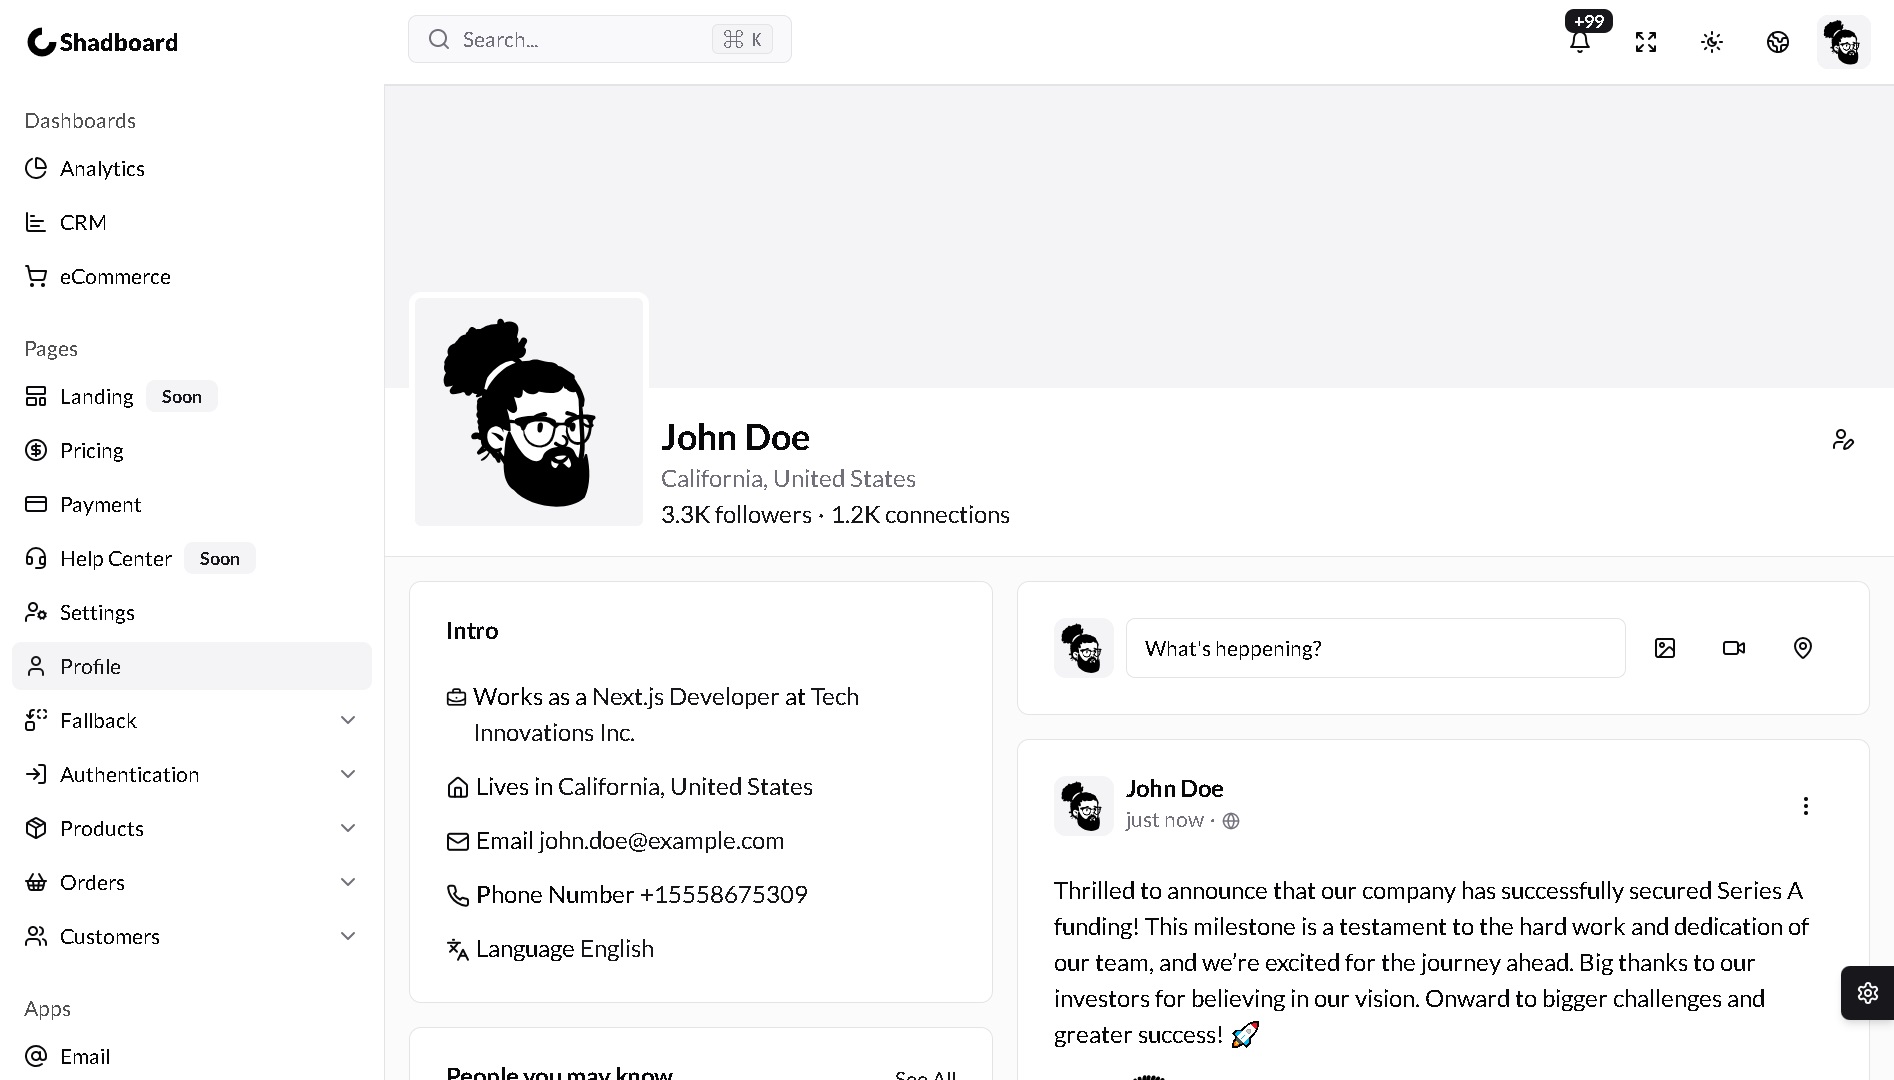 Shadboard
Search...
⌘ K
+99
Dashboards
Analytics
CRM
eCommerce
Pages
Landing Soon
Pricing
Payment
Help Center Soon
Settings
Profile
Fallback
Authentication
Products
Orders
Customers
Apps
Email
John Doe
California, United States
3.3K followers · 1.2K connections
Intro
Works as a Next.js Developer at Tech
Innovations Inc.
Lives in California, United States
Email john.doe@example.com
Phone Number +15558675309
Language English
People you may know
See All
What's heppening?
John Doe
just now ·
Thrilled to announce that our company has successfully secured Series A
funding! This milestone is a testament to the hard work and dedication of
our team, and we’re excited for the journey ahead. Big thanks to our
investors for believing in our vision. Onward to bigger challenges and
greater success! 🚀